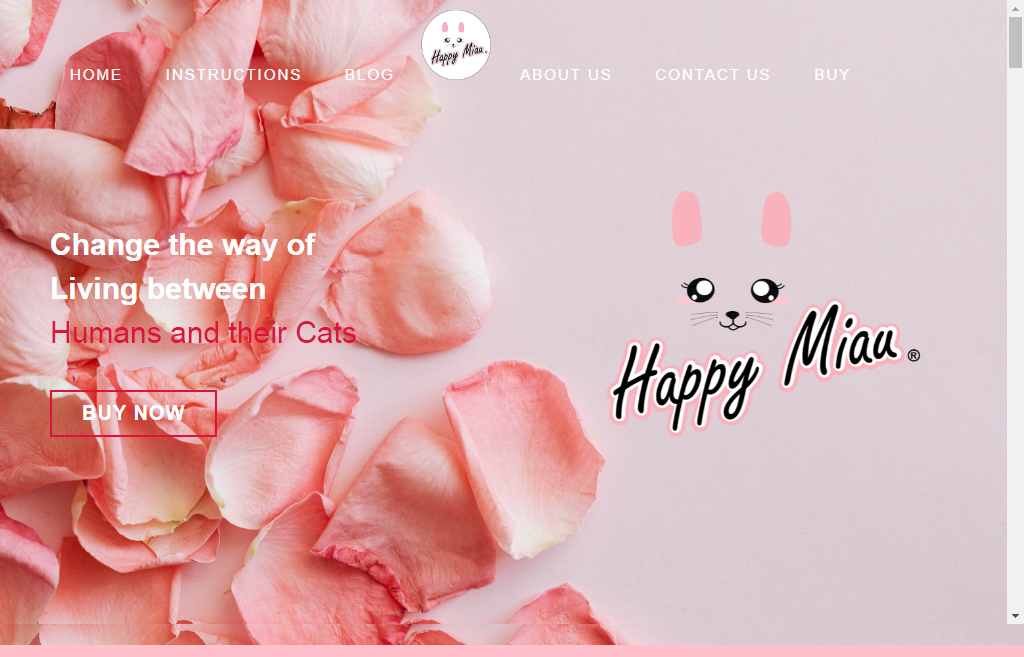 HOME INSTRUCTIONS BLOG Happy Miau ABOUT US CONTACT US BUY
Change the way of
Living between
Humans and their Cats
BUY NOW
Happy Miau ®